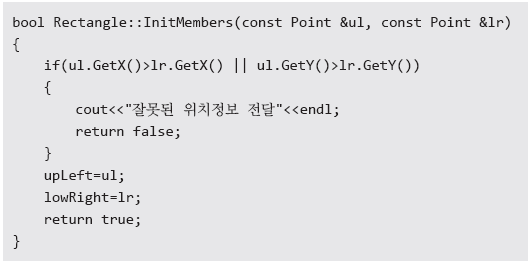 bool Rectangle::InitMembers(const Point &ul, const Point &lr)
{
    if(ul.GetX()>lr.GetX() || ul.GetY()>lr.GetY())
    {
        cout<<"잘못된 위치정보 전달"<<endl;
        return false;
    }
    upLeft=ul;
    lowRight=lr;
    return true;
}